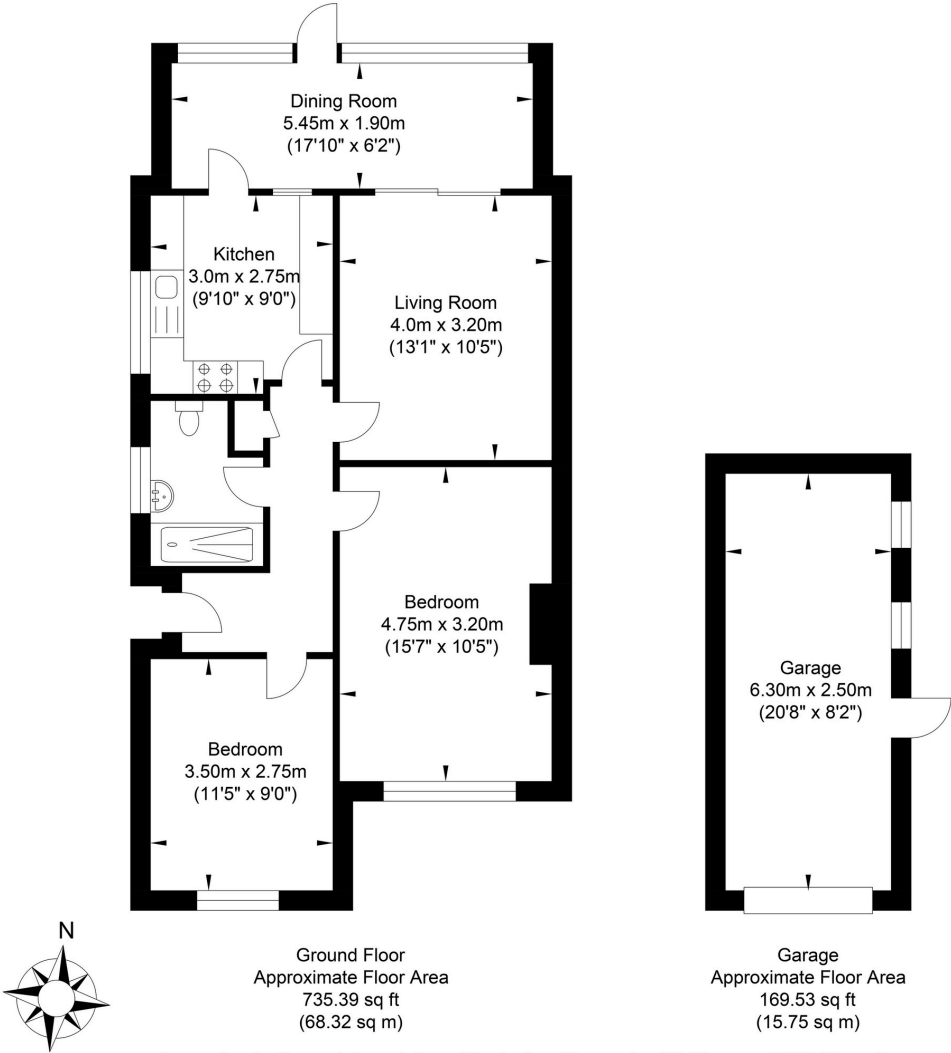 Dining Room
5.45m x 1.90m
(17'10" x 6'2")
Kitchen
3.0m x 2.75m
(9'10" x 9'0")
Living Room
4.0m x 3.20m
(13'1" x 10'5")
Bedroom
4.75m x 3.20m
(15'7" x 10'5")
Garage
6.30m x 2.50m
(20'8" x 8'2")
Bedroom
3.50m x 2.75m
(11'5" x 9'0")
N
Ground Floor
Approximate Floor Area
735.39 sq ft
(68.32 sq m)
Garage
Approximate Floor Area
169.53 sq ft
(15.75 sq m)